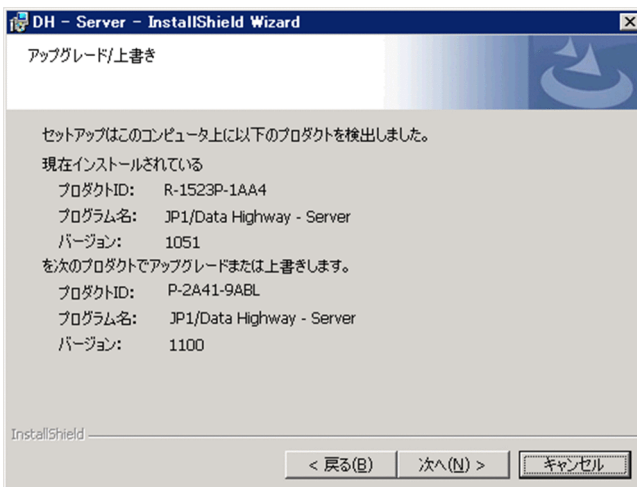 DH - Server - InstallShield Wizard
アップグレード/上書き
セットアップはこのコンピュータ上に以下のプロダクトを検出しました。
現在インストールされている
プロダクトID: R-1523P-1AA4
プログラム名: JP1/Data Highway - Server
バージョン: 1051
を次のプロダクトでアップグレードまたは上書きします。
プロダクトID: P-2A41-9ABL
プログラム名: JP1/Data Highway - Server
バージョン: 1100
InstallShield
< 戻る(B) 次へ(N) > キャンセル